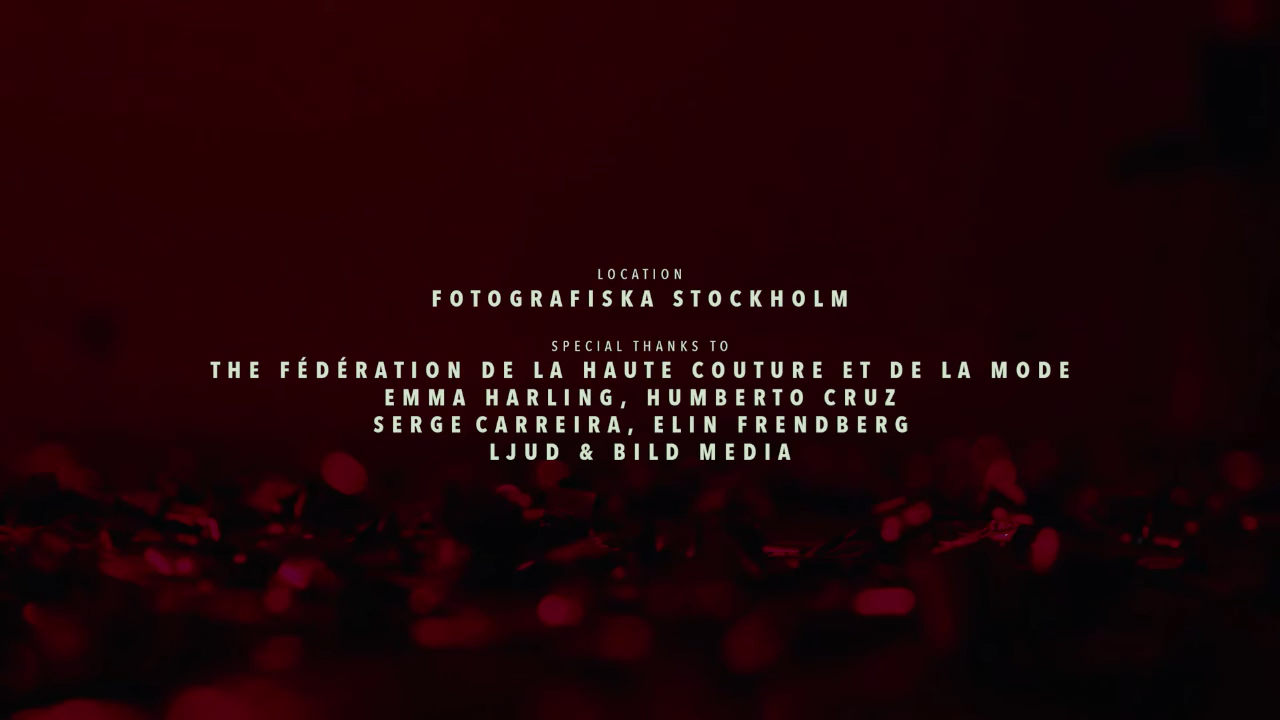 LOCATION
FOTOGRAFISKA STOCKHOLM
SPECIAL THANKS TO
THE FÉDÉRATION DE LA HAUTE COUTURE ET DE LA MODE
EMMA HARLING, HUMBERTO CRUZ
SERGE CARREIRA, ELIN FRENDBERG
LJUD & BILD MEDIA